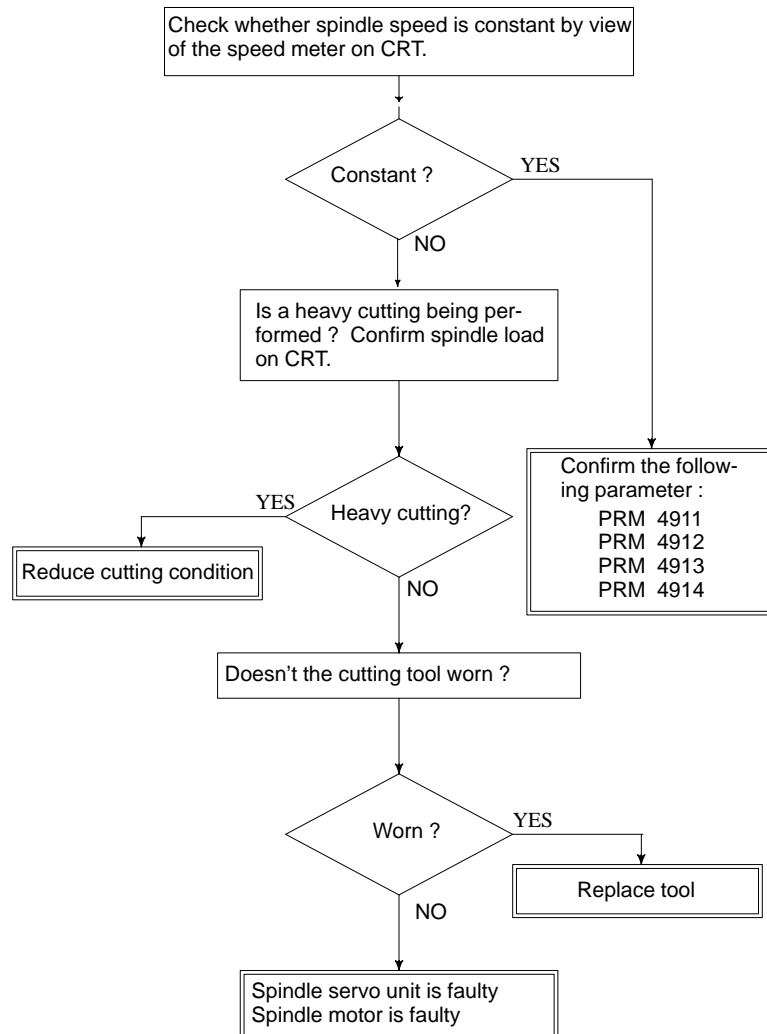 Check whether spindle speed is constant by view
of the speed meter on CRT.
Constant ?
YES
NO
Is a heavy cutting being per-
formed ?  Confirm spindle load
on CRT.
Confirm the follow-
ing parameter :
PRM  4911
PRM  4912
PRM  4913
PRM  4914
YES
Heavy cutting?
Reduce cutting condition
NO
Doesn't the cutting tool worn ?
Worn ?
YES
Replace tool
NO
Spindle servo unit is faulty
Spindle motor is faulty